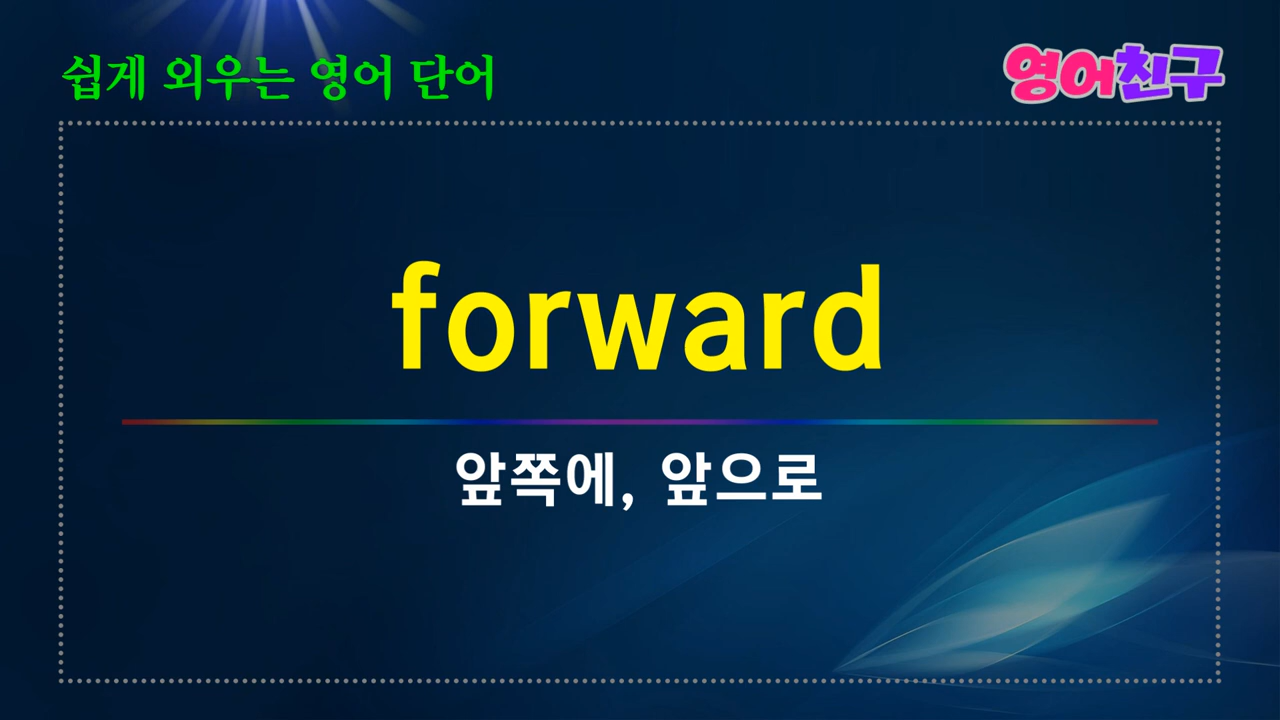 쉽게 외우는 영어 단어
영어친구
forward
앞쪽에, 앞으로